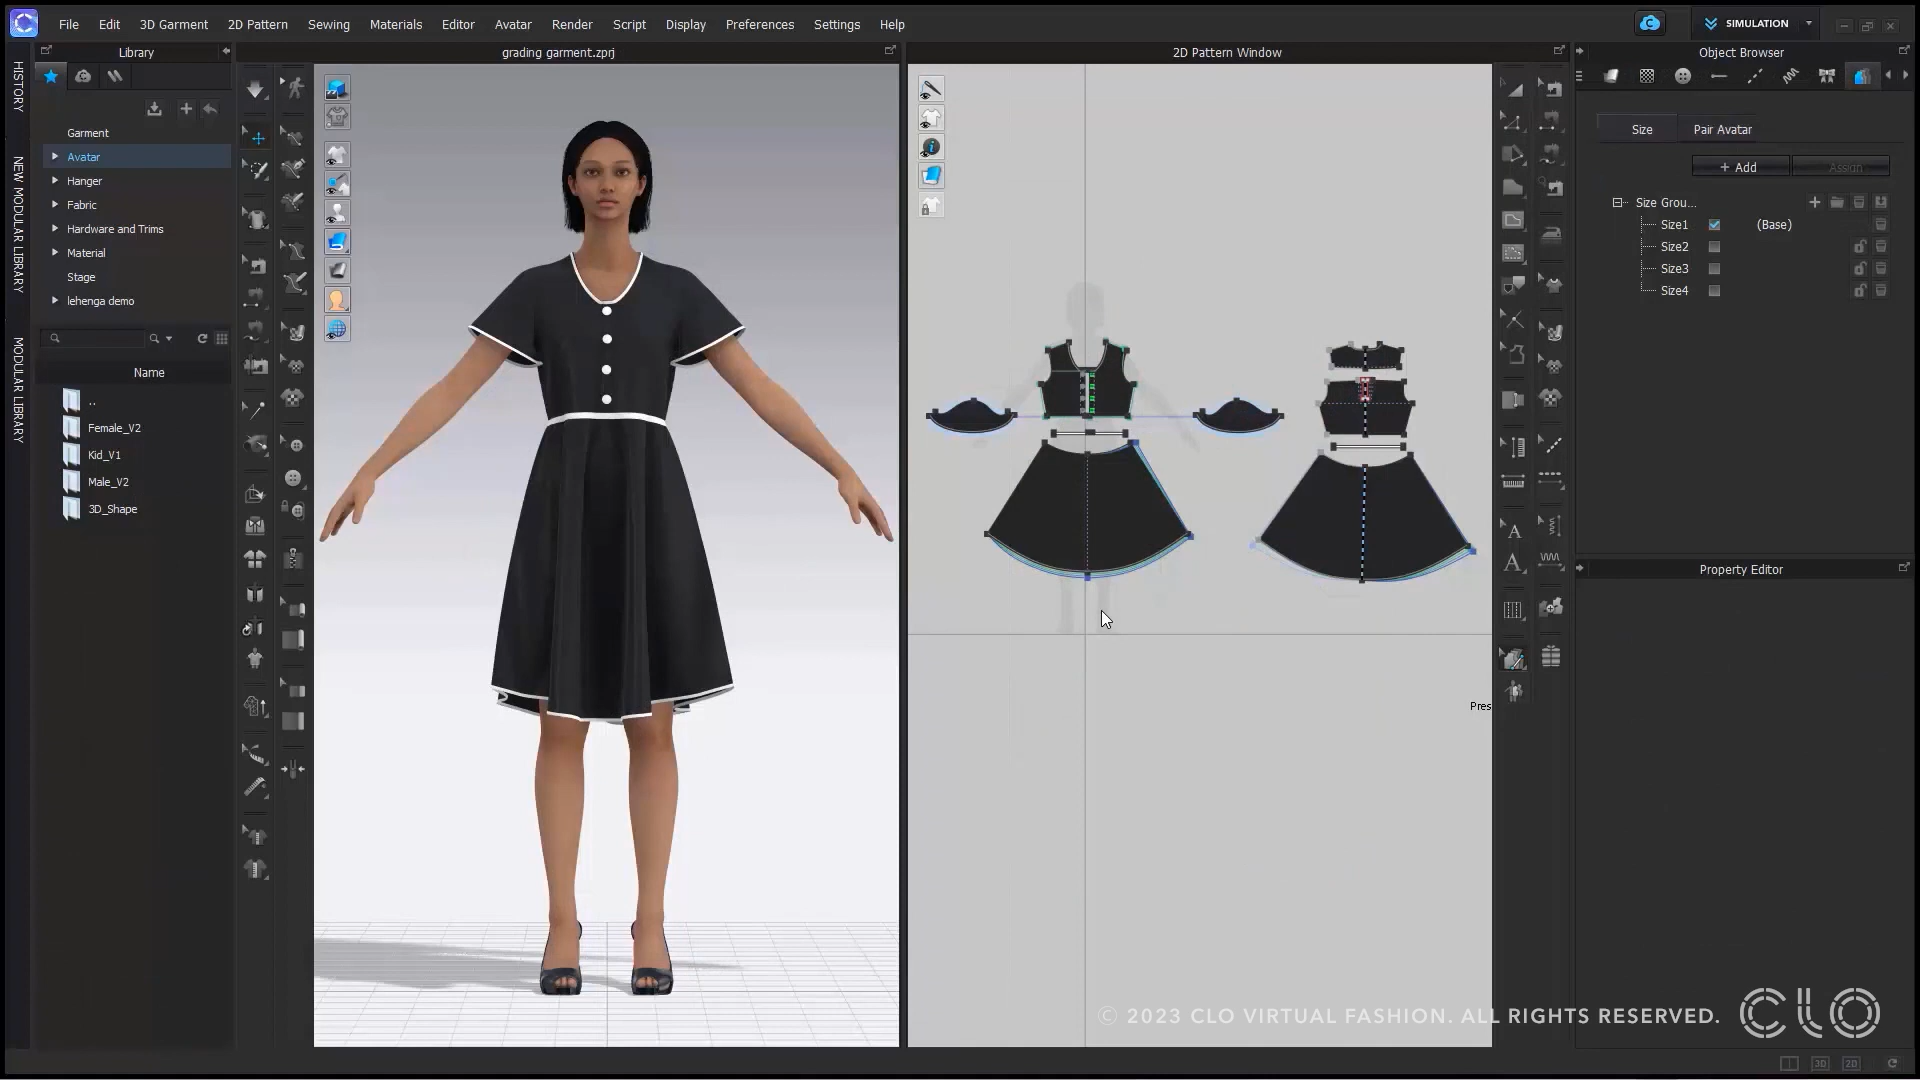 File Edit 3D Garment 2D Pattern Sewing Materials Editor Avatar Render Script Display Preferences Settings Help
SIMULATION
Library
grading garment.zprj
2D Pattern Window
Object Browser
HISTORY
NEW MODULAR LIBRARY
MODULAR LIBRARY
Garment
Avatar
Hanger
Fabric
Hardware and Trims
Material
Stage
lehenga demo
Name
..
Female_V2
Kid_V1
Male_V2
3D_Shape
Size Pair Avatar
+ Add Assign
Size Grou...
Size1 (Base)
Size2
Size3
Size4
Property Editor
A
A
Pres
© 2023 CLO VIRTUAL FASHION. ALL RIGHTS RESERVED.
CLO
3D 2D